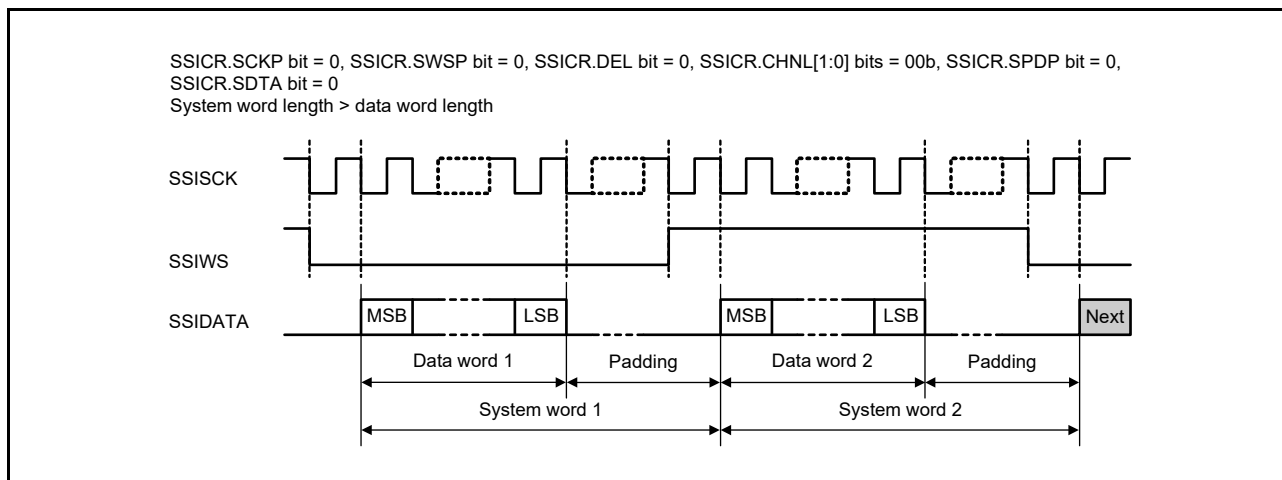 SSICR.SCKP bit = 0, SSICR.SWSP bit = 0, SSICR.DEL bit = 0, SSICR.CHNL[1:0] bits = 00b, SSICR.SPDP bit = 0,
SSICR.SDTA bit = 0
System word length > data word length
SSISCK
SSIWS
SSIDATA
MSB LSB MSB LSB Next
Data word 1 Padding Data word 2 Padding
System word 1 System word 2